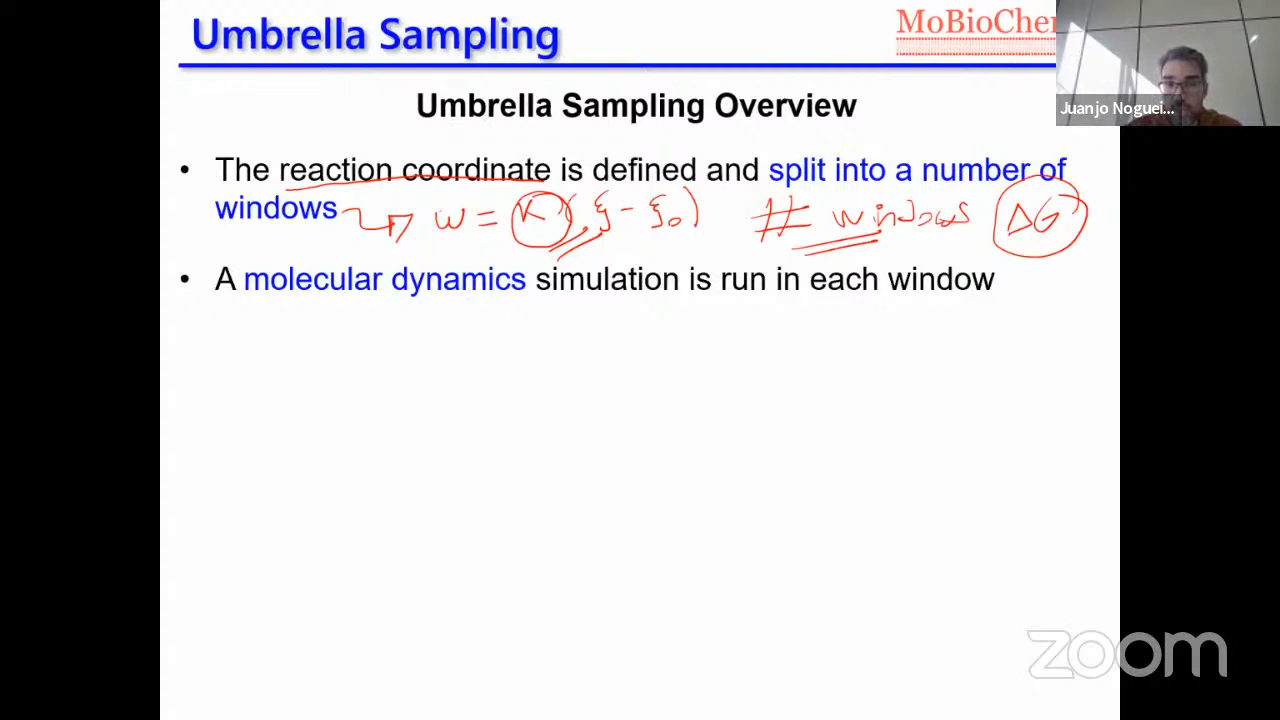 Umbrella Sampling
MoBioChem
Juanjo Noguei...
Umbrella Sampling Overview
• The reaction coordinate is defined and split into a number of
windows w = K (ξ - ξ₀) # windows ΔG
• A molecular dynamics simulation is run in each window
zoom